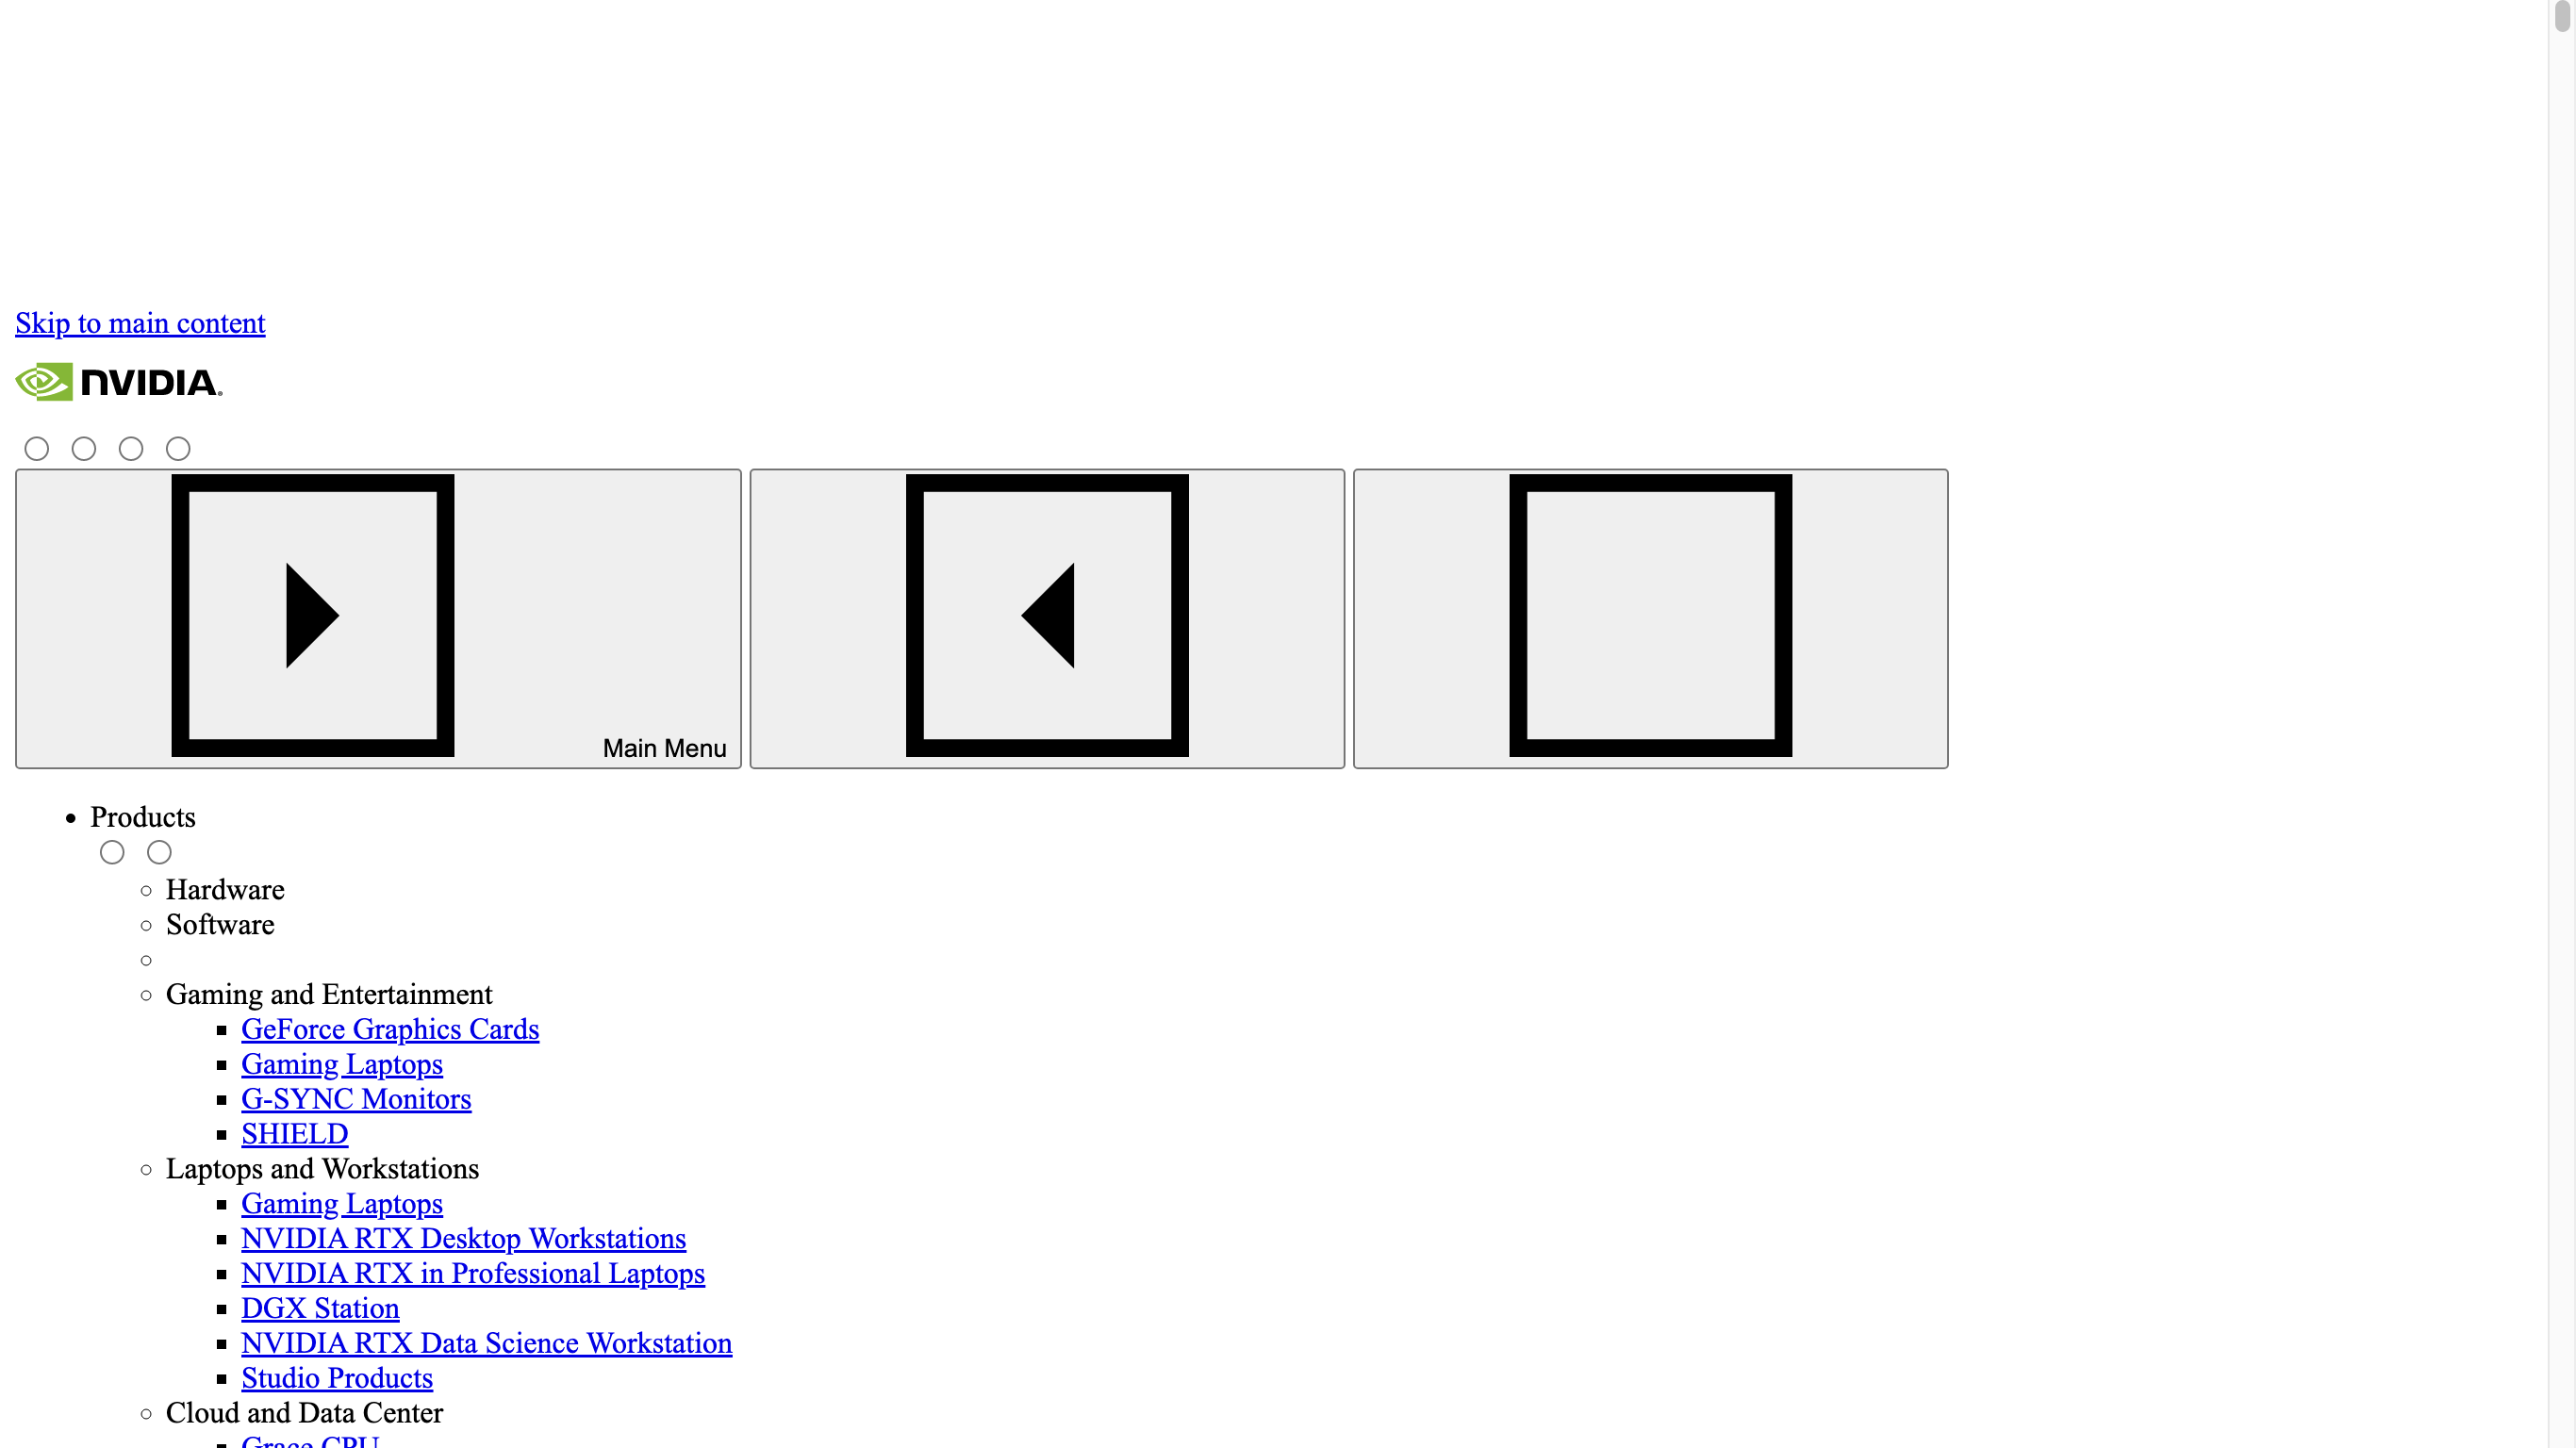 Skip to main content
NVIDIA.
Main Menu
Products
Hardware
Software
Gaming and Entertainment
GeForce Graphics Cards
Gaming Laptops
G-SYNC Monitors
SHIELD
Laptops and Workstations
Gaming Laptops
NVIDIA RTX Desktop Workstations
NVIDIA RTX in Professional Laptops
DGX Station
NVIDIA RTX Data Science Workstation
Studio Products
Cloud and Data Center
Grace CPU